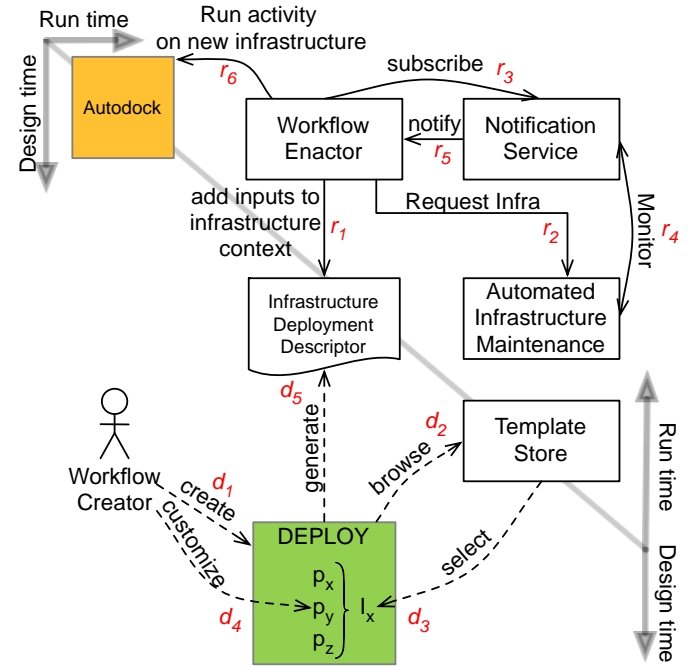 Run time
Design time
Run activity
on new infrastructure
r6
Autodock
subscribe
r3
Workflow
Enactor
notify
r5
Notification
Service
add inputs to
infrastructure
context
r1
Request Infra
r2
Monitor
r4
Infrastructure
Deployment
Descriptor
Automated
Infrastructure
Maintenance
d5
generate
d2
browse
Template
Store
Run time
Design time
Workflow
Creator
d1
create
customize
d4
DEPLOY
px
py
pz
Ix
select
d3